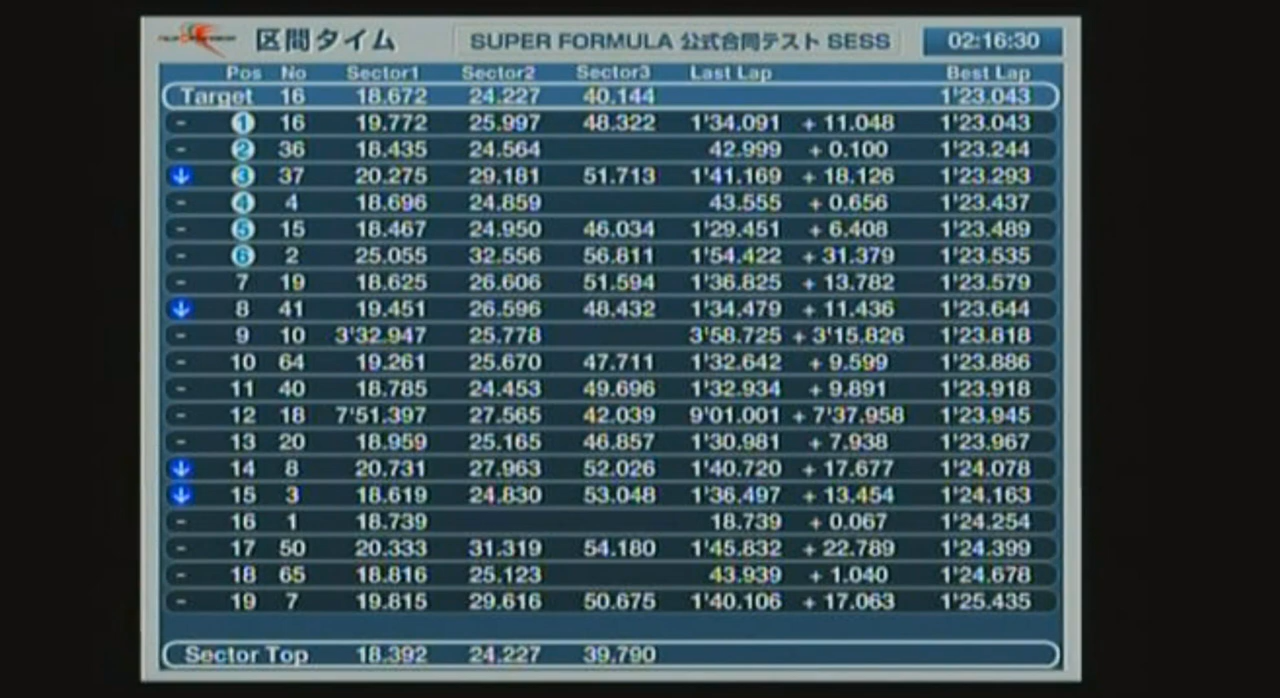 区間タイム SUPER FORMULA 公式合同テスト SESS 02:16:30
Pos No Sector1 Sector2 Sector3 Last Lap Best Lap
Target 16 18.672 24.227 40.144 1'23.043
- 1 16 19.772 25.997 48.322 1'34.091 + 11.048 1'23.043
- 2 36 18.435 24.564 42.999 + 0.100 1'23.244
↓ 3 37 20.275 29.181 51.713 1'41.169 + 18.126 1'23.293
- 4 4 18.696 24.859 43.555 + 0.656 1'23.437
- 5 15 18.467 24.950 46.034 1'29.451 + 6.408 1'23.489
- 6 2 25.055 32.556 56.811 1'54.422 + 31.379 1'23.535
- 7 19 18.625 26.606 51.594 1'36.825 + 13.782 1'23.579
↓ 8 41 19.451 26.596 48.432 1'34.479 + 11.436 1'23.644
- 9 10 3'32.947 25.778 3'58.725 + 3'15.826 1'23.818
- 10 64 19.261 25.670 47.711 1'32.642 + 9.599 1'23.886
- 11 40 18.785 24.453 49.696 1'32.934 + 9.891 1'23.918
- 12 18 7'51.397 27.565 42.039 9'01.001 + 7'37.958 1'23.945
- 13 20 18.959 25.165 46.857 1'30.981 + 7.938 1'23.967
↓ 14 8 20.731 27.963 52.026 1'40.720 + 17.677 1'24.078
↓ 15 3 18.619 24.830 53.048 1'36.497 + 13.454 1'24.163
- 16 1 18.739 18.739 + 0.067 1'24.254
- 17 50 20.333 31.319 54.180 1'45.832 + 22.789 1'24.399
- 18 65 18.816 25.123 43.939 + 1.040 1'24.678
- 19 7 19.815 29.616 50.675 1'40.106 + 17.063 1'25.435
Sector Top 18.392 24.227 39.790